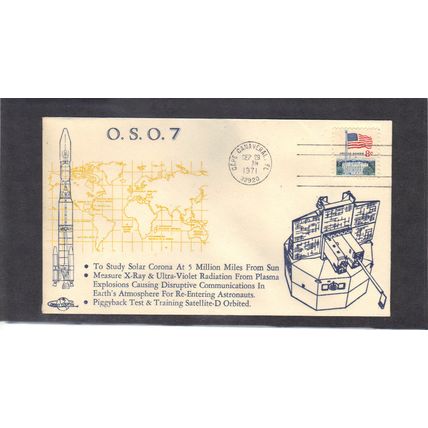 O. S. O. 7
CAPE CANAVERAL, FL
SEP 29
1971
32920
8c
• To Study Solar Corona At 5 Million Miles From Sun
Measure X-Ray & Ultra-Violet Radiation From Plasma
Explosions Causing Disruptive Communications In
Earth's Atmosphere For Re-Entering Astronauts.
• Piggyback Test & Training Satellite-D Orbited.